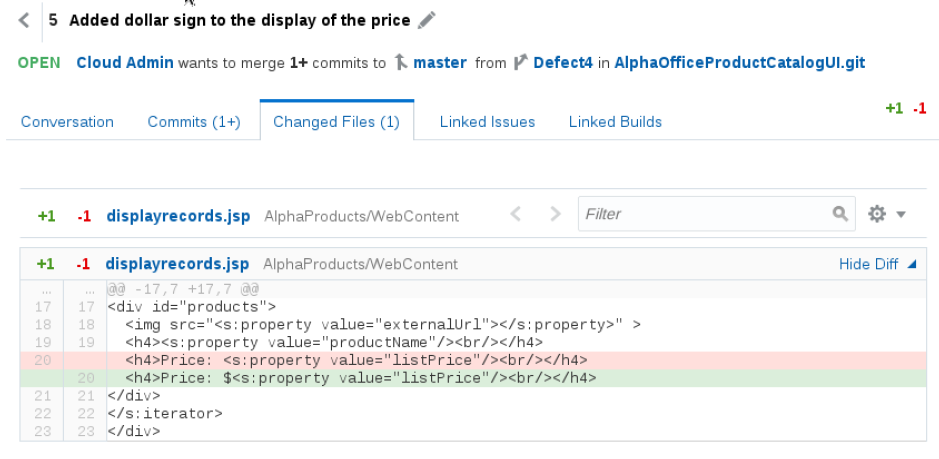 5 Added dollar sign to the display of the price
OPEN Cloud Admin wants to merge 1+ commits to master from Defect4 in AlphaOfficeProductCatalogUI.git
Conversation Commits (1+) Changed Files (1) Linked Issues Linked Builds +1 -1
+1 -1 displayrecords.jsp AlphaProducts/WebContent Filter
+1 -1 displayrecords.jsp AlphaProducts/WebContent Hide Diff
... ... @@ -17,7 +17,7 @@
17 17 <div id="products">
18 18 <img src="<s:property value="externalUrl"></s:property>" >
19 19 <h4><s:property value="productName"/><br/></h4>
20 <h4>Price: <s:property value="listPrice"/><br/></h4>
20 <h4>Price: $<s:property value="listPrice"/><br/></h4>
21 21 </div>
22 22 </s:iterator>
23 23 </div>